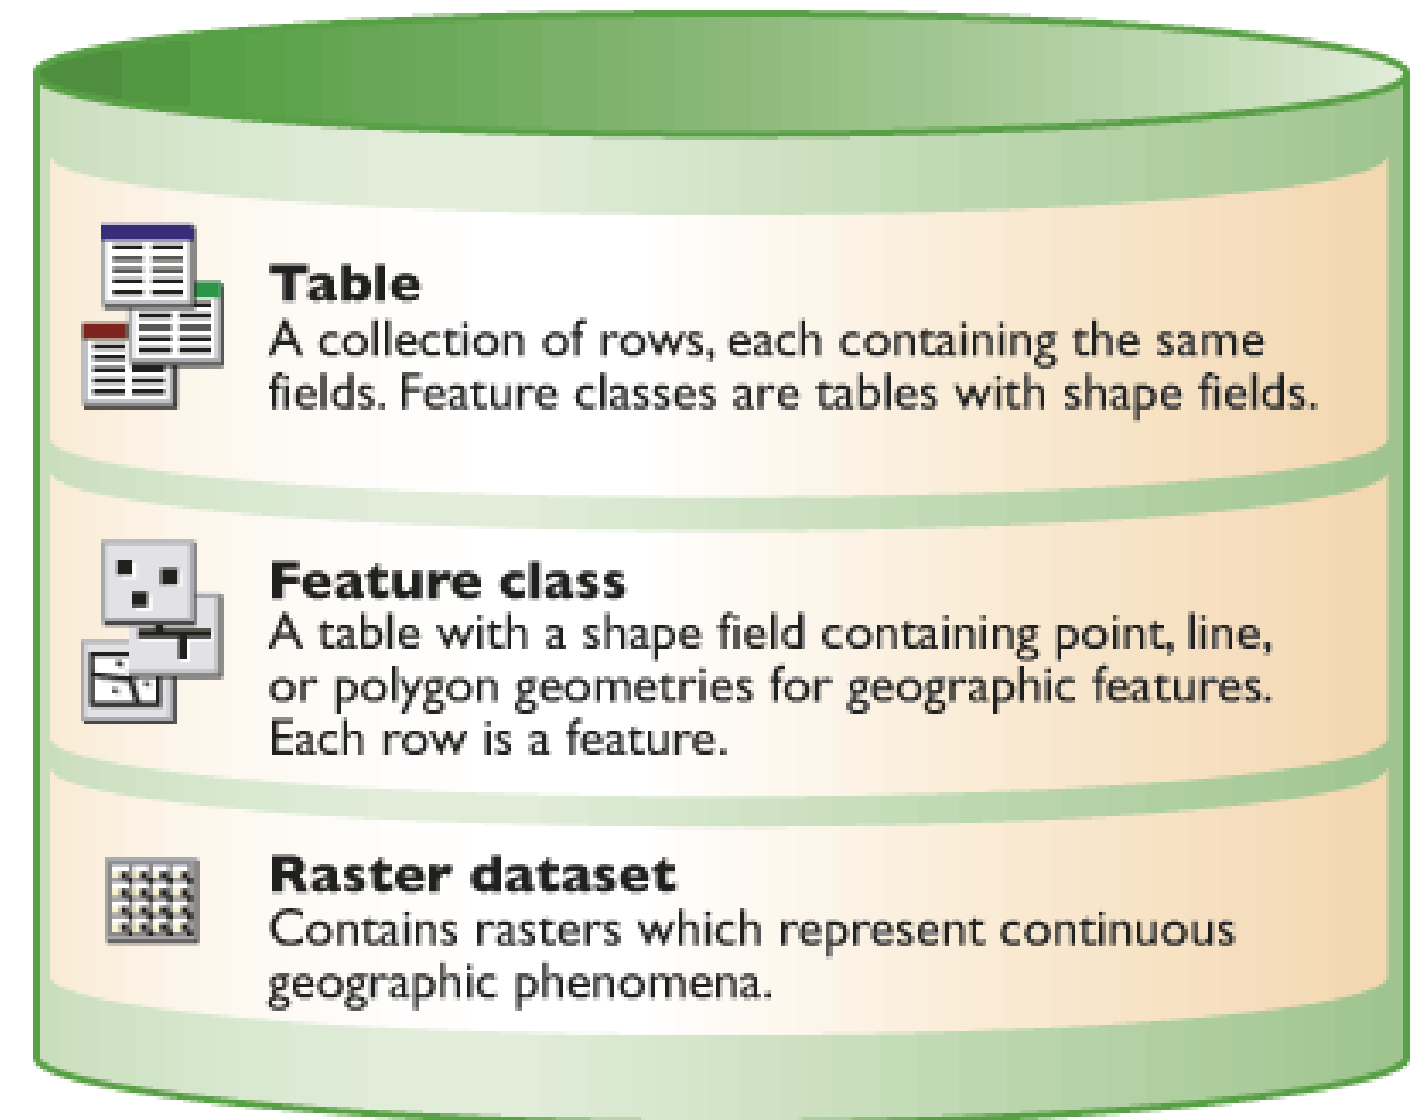 Table
A collection of rows, each containing the same
fields. Feature classes are tables with shape fields.
Feature class
A table with a shape field containing point, line,
or polygon geometries for geographic features.
Each row is a feature.
Raster dataset
Contains rasters which represent continuous
geographic phenomena.